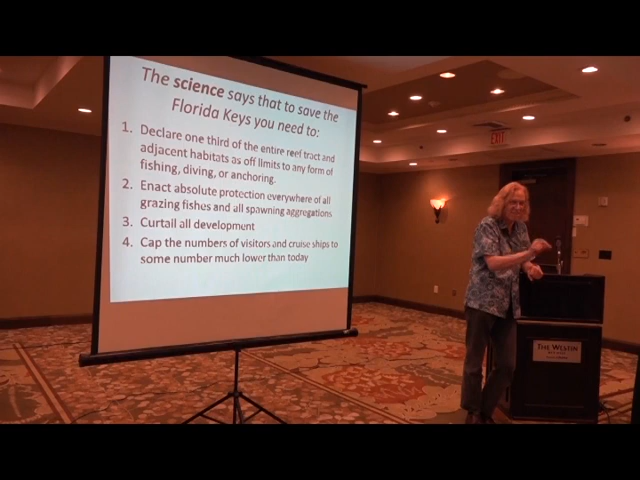 The science says that to save the
Florida Keys you need to:
1. Declare one third of the entire reef tract and
adjacent habitats as off limits to any form of
fishing, diving, or anchoring.
2. Enact absolute protection everywhere of all
grazing fishes and all spawning aggregations
3. Curtail all development
4. Cap the numbers of visitors and cruise ships to
some number much lower than today
EXIT
THE WESTIN